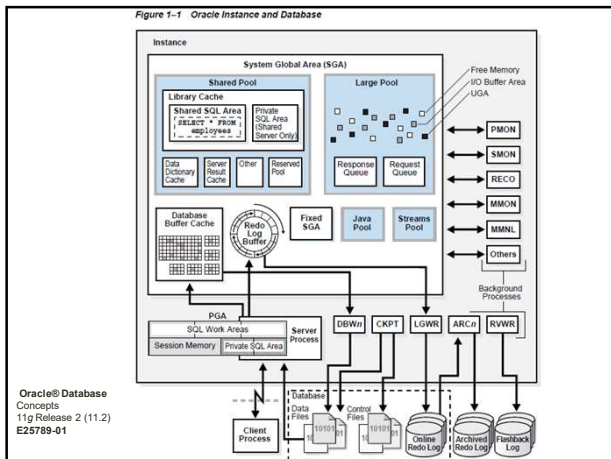 Figure 1–1 Oracle Instance and Database
Instance
System Global Area (SGA)
Shared Pool
Library Cache
Shared SQL Area
SELECT * FROM
employees
Private
SQL Area
(Shared
Server Only)
Data
Dictionary
Cache
Server
Result
Cache
Other
Reserved
Pool
Large Pool
Response
Queue
Request
Queue
Free Memory
I/O Buffer Area
UGA
Database
Buffer Cache
Redo
Log
Buffer
Fixed
SGA
Java
Pool
Streams
Pool
PMON
SMON
RECO
MMON
MMNL
Others
Background
Processes
PGA
SQL Work Areas
Session Memory
Private SQL Area
Server
Process
DBWn
CKPT
LGWR
ARCn
RVWR
Oracle® Database
Concepts
11g Release 2 (11.2)
E25789-01
Client
Process
Database
Data
Files
Control
Files
10101
10101
Online
Redo Log
Archived
Redo Log
Flashback
Log